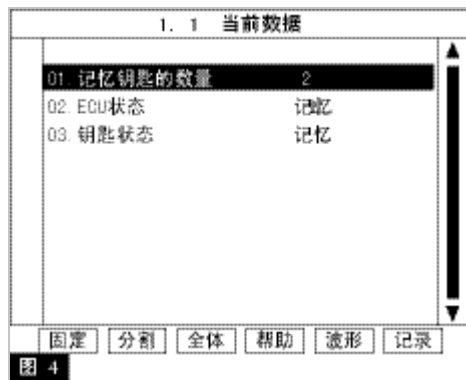 1. 1 当前数据
01. 记忆钥匙的数量 2
02. ECU状态 记忆
03. 钥匙状态 记忆
固定 分割 全体 帮助 波形 记录
图 4